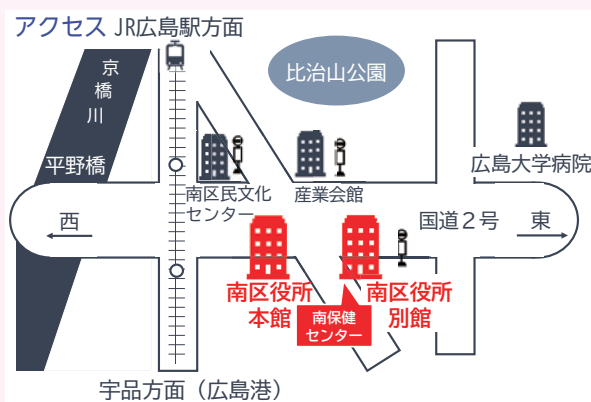 アクセス JR広島駅方面
京橋川
比治山公園
平野橋
広島大学病院
南区民文化
センター
産業会館
西
国道2号
東
南区役所
本館
南区役所
別館
南保健
センター
宇品方面（広島港）